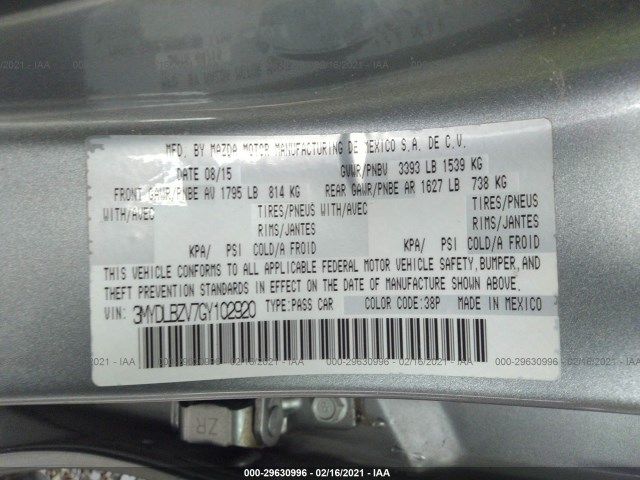 MFD. BY MAZDA MOTOR MANUFACTURING DE MEXICO S.A. DE C.V.
DATE 08/15 GVWR/PNBV 3393 LB 1539 KG
FRONT GAWR/PNBE AV 1795 LB 814 KG REAR GAWR/PNBE AR 1627 LB 738 KG
WITH/AVEC TIRES/PNEUS WITH/AVEC TIRES/PNEUS
RIMS/JANTES RIMS/JANTES
KPA/ PSI COLD/A FROID KPA/ PSI COLD/A FROID
THIS VEHICLE CONFORMS TO ALL APPLICABLE FEDERAL MOTOR VEHICLE SAFETY, BUMPER, AND
THEFT PREVENTION STANDARDS IN EFFECT ON THE DATE OF MANUFACTURE SHOWN ABOVE.
VIN: 3MYDLBZV7GY102920 TYPE:PASS CAR COLOR CODE:38P MADE IN MEXICO
ZR
000-29630996 - 02/16/2021 - IAA